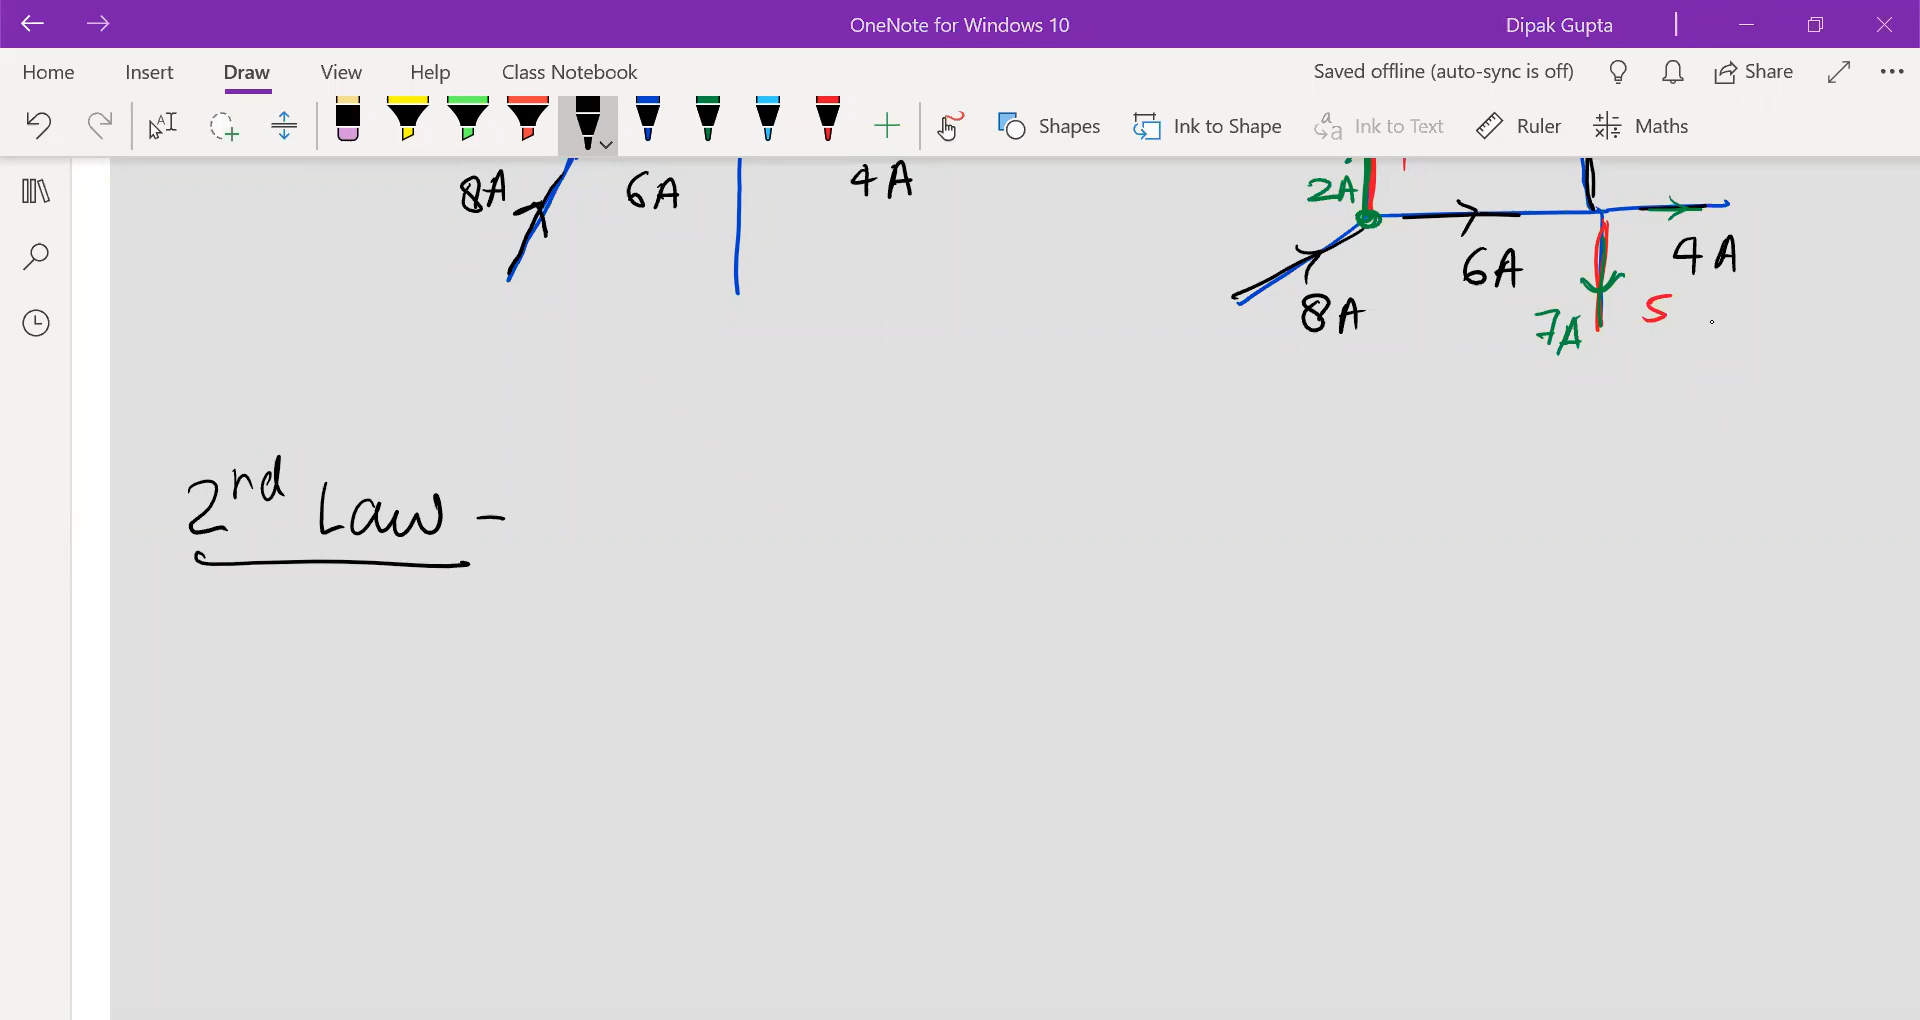 OneNote for Windows 10
Dipak Gupta
Home Insert Draw View Help Class Notebook
Saved offline (auto-sync is off) Share
Shapes Ink to Shape Ink to Text Ruler Maths
8A 6A 4A
2A
6A 4A
8A
7A 5
2nd Law -